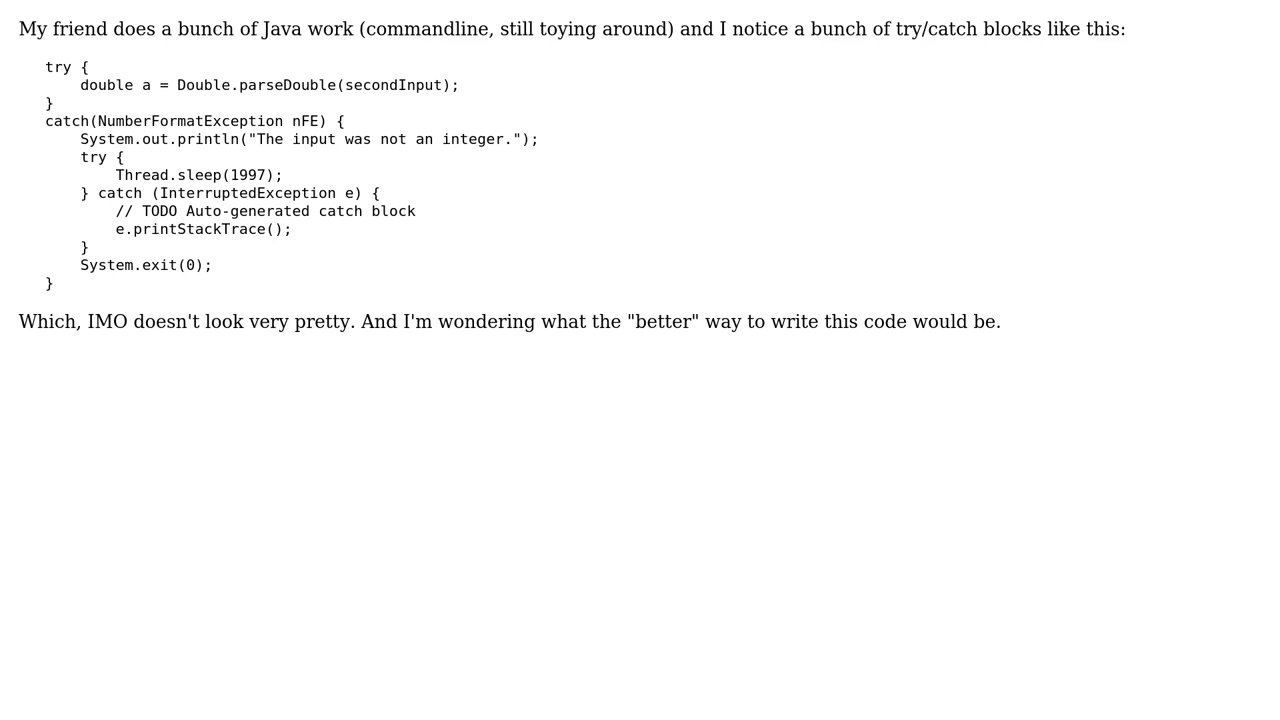 My friend does a bunch of Java work (commandline, still toying around) and I notice a bunch of try/catch blocks like this:
try {
    double a = Double.parseDouble(secondInput);
}
catch(NumberFormatException nFE) {
    System.out.println("The input was not an integer.");
    try {
        Thread.sleep(1997);
    } catch (InterruptedException e) {
        // TODO Auto-generated catch block
        e.printStackTrace();
    }
    System.exit(0);
}
Which, IMO doesn't look very pretty. And I'm wondering what the "better" way to write this code would be.